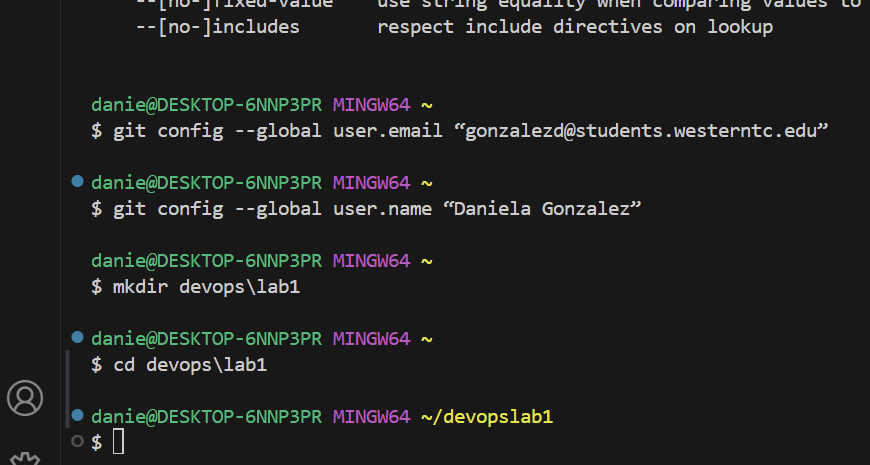 --[no-]fixed-value    use string equality when comparing values to
--[no-]includes       respect include directives on lookup
danie@DESKTOP-6NNP3PR MINGW64 ~
$ git config --global user.email “gonzalezd@students.westerntc.edu”
danie@DESKTOP-6NNP3PR MINGW64 ~
$ git config --global user.name “Daniela Gonzalez”
danie@DESKTOP-6NNP3PR MINGW64 ~
$ mkdir devops\lab1
danie@DESKTOP-6NNP3PR MINGW64 ~
$ cd devops\lab1
danie@DESKTOP-6NNP3PR MINGW64 ~/devopslab1
$